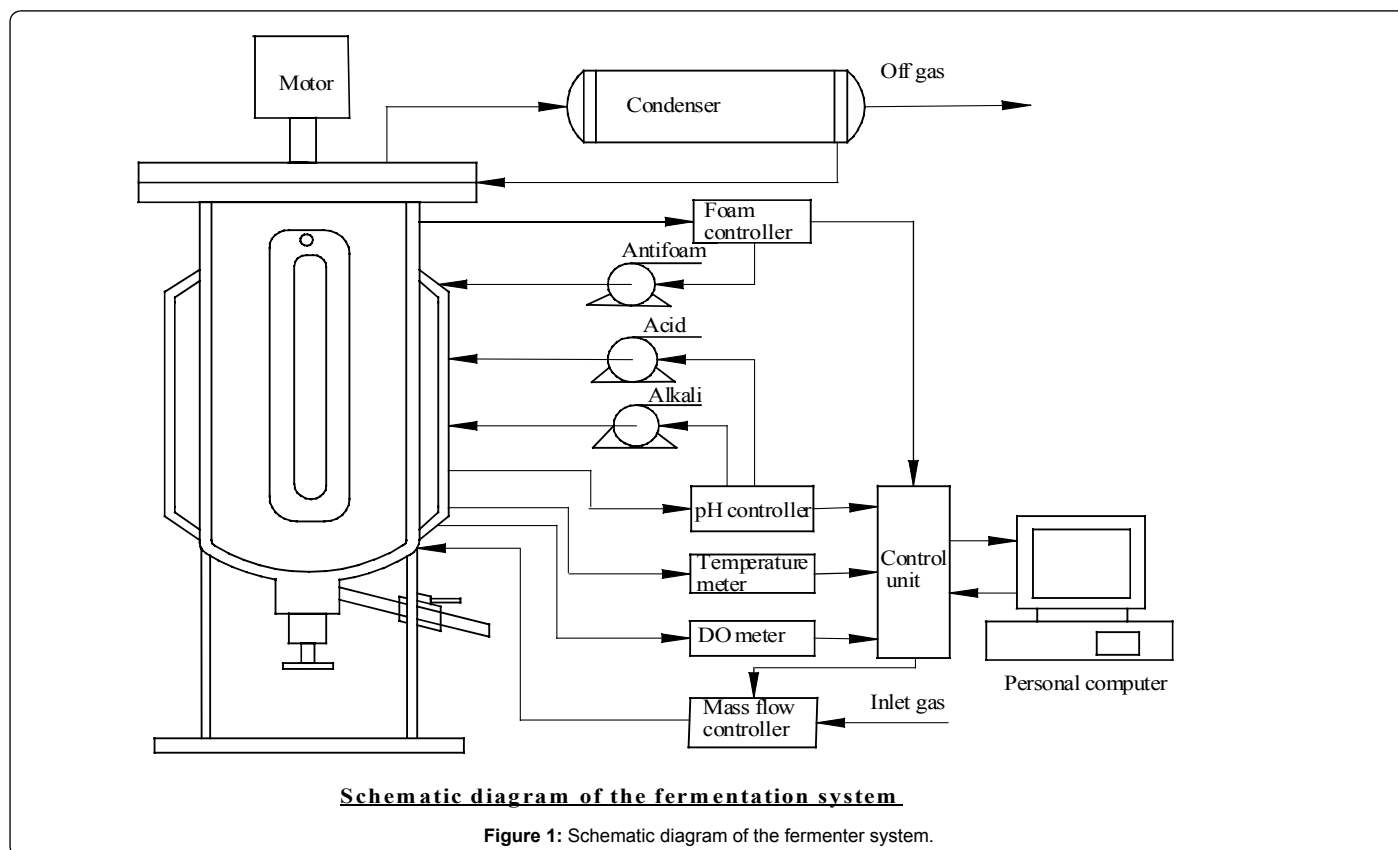 Motor
Condenser
Off gas
Foam
controller
Antifoam
Acid
Alkali
pH controller
Temperature
meter
Control
unit
DO meter
Personal computer
Mass flow
controller
Inlet gas
Schematic diagram of the fermentation system
Figure 1: Schematic diagram of the fermenter system.